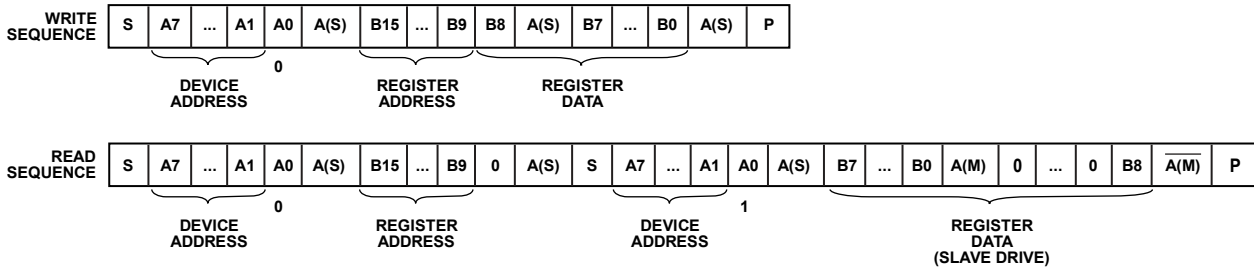 WRITE
SEQUENCE
S A7 ... A1 A0 A(S) B15 ... B9 B8 A(S) B7 ... B0 A(S) P
0
DEVICE
ADDRESS
REGISTER
ADDRESS
REGISTER
DATA
READ
SEQUENCE
S A7 ... A1 A0 A(S) B15 ... B9 0 A(S) S A7 ... A1 A0 A(S) B7 ... B0 A(M) 0 ... 0 B8 A(M) P
0
1
DEVICE
ADDRESS
REGISTER
ADDRESS
DEVICE
ADDRESS
REGISTER
DATA
(SLAVE DRIVE)